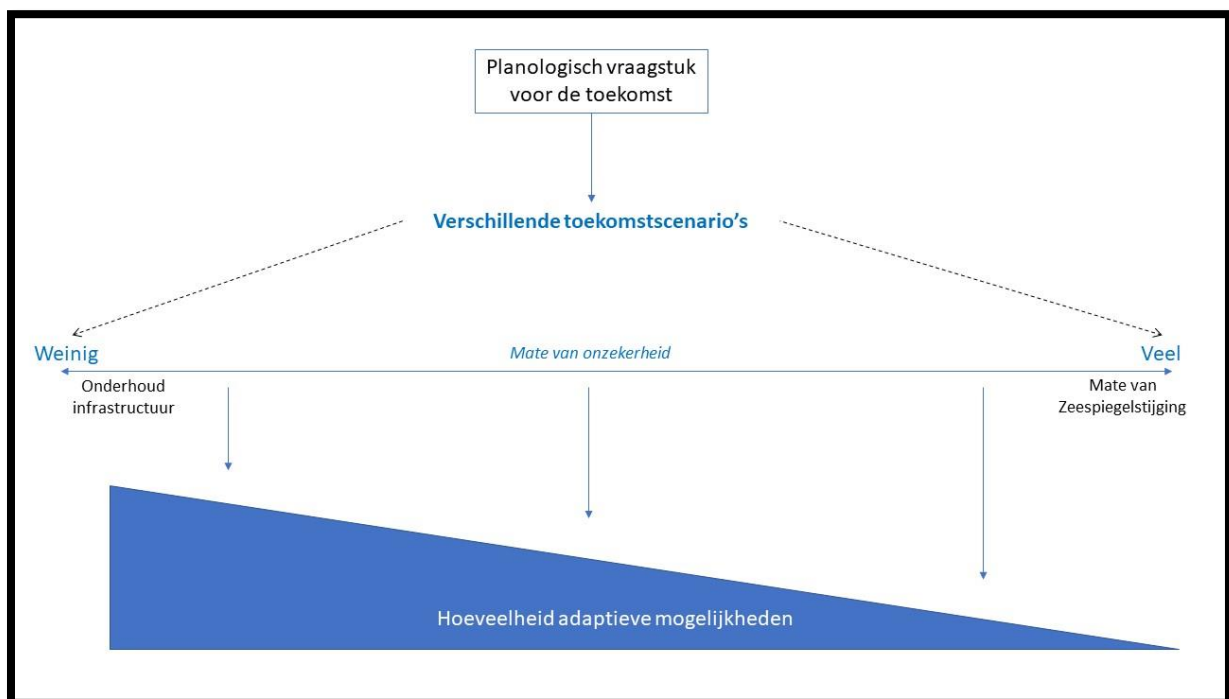 Planologisch vraagstuk
voor de toekomst
Verschillende toekomstscenario's
Weinig
Mate van onzekerheid
Veel
Onderhoud
infrastructuur
Mate van
Zeespiegelstijging
Hoeveelheid adaptieve mogelijkheden